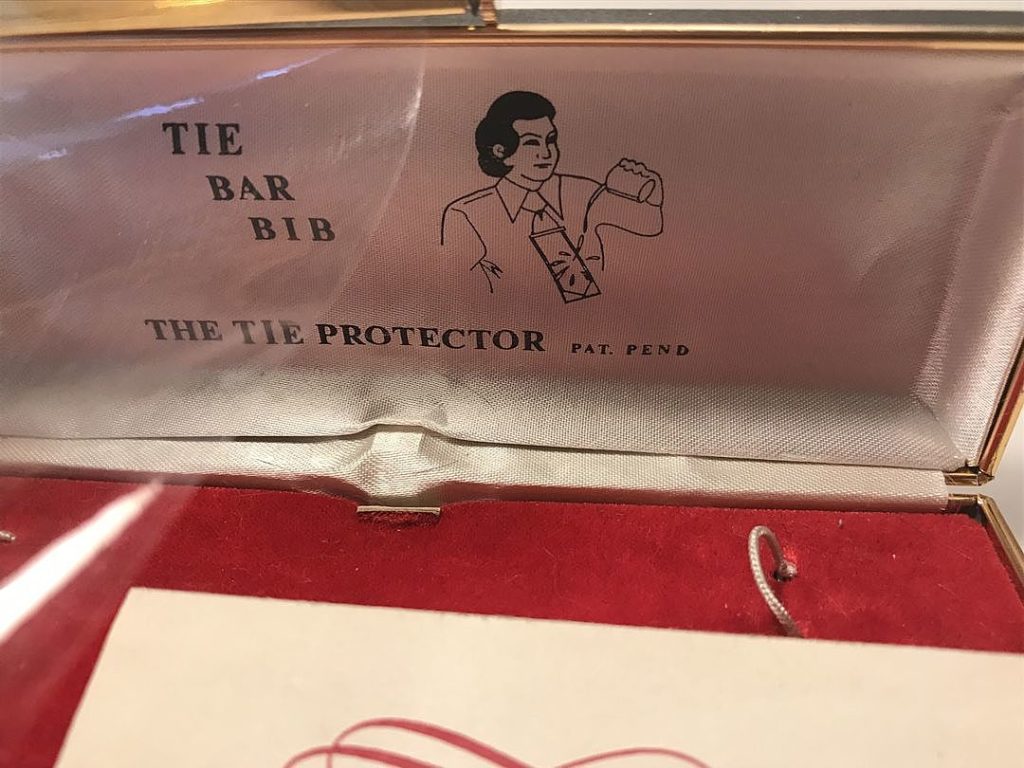 TIE
BAR
BIB
THE TIE PROTECTOR PAT. PEND